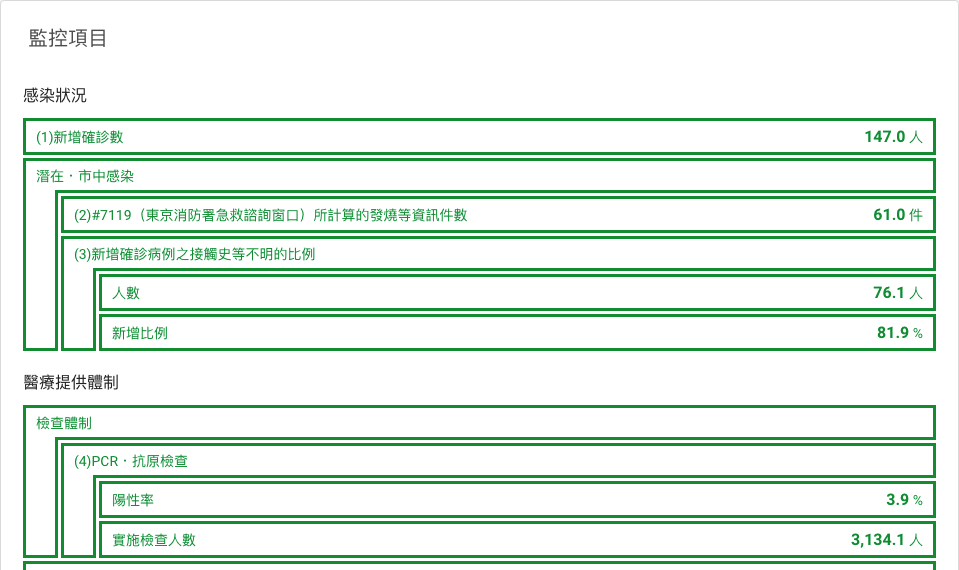 監控項目
感染狀況
(1)新增確診數 147.0 人
潛在・市中感染
(2)#7119（東京消防署急救諮詢窗口）所計算的發燒等資訊件數 61.0 件
(3)新增確診病例之接觸史等不明的比例
人數 76.1 人
新增比例 81.9 %
醫療提供體制
檢查體制
(4)PCR・抗原檢查
陽性率 3.9 %
實施檢查人數 3,134.1 人